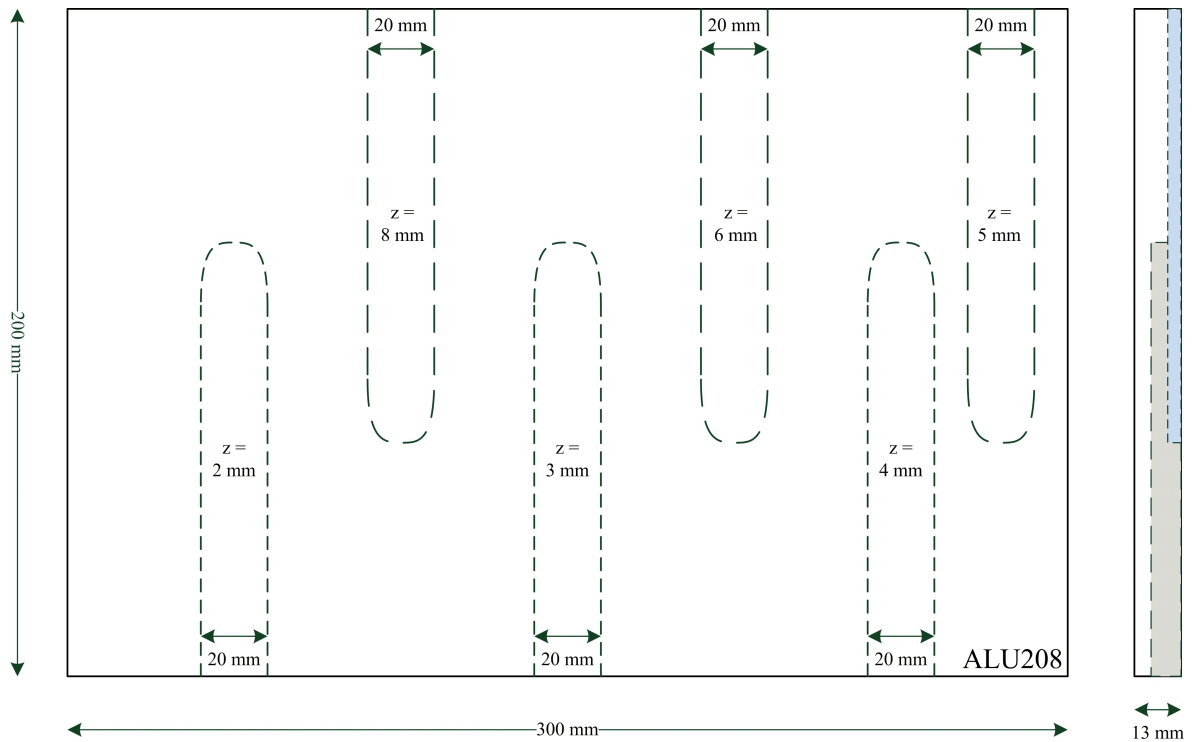 20 mm
20 mm
20 mm
z =
8 mm
z =
6 mm
z =
5 mm
200 mm
z =
2 mm
z =
3 mm
z =
4 mm
20 mm
20 mm
20 mm
ALU208
300 mm
13 mm